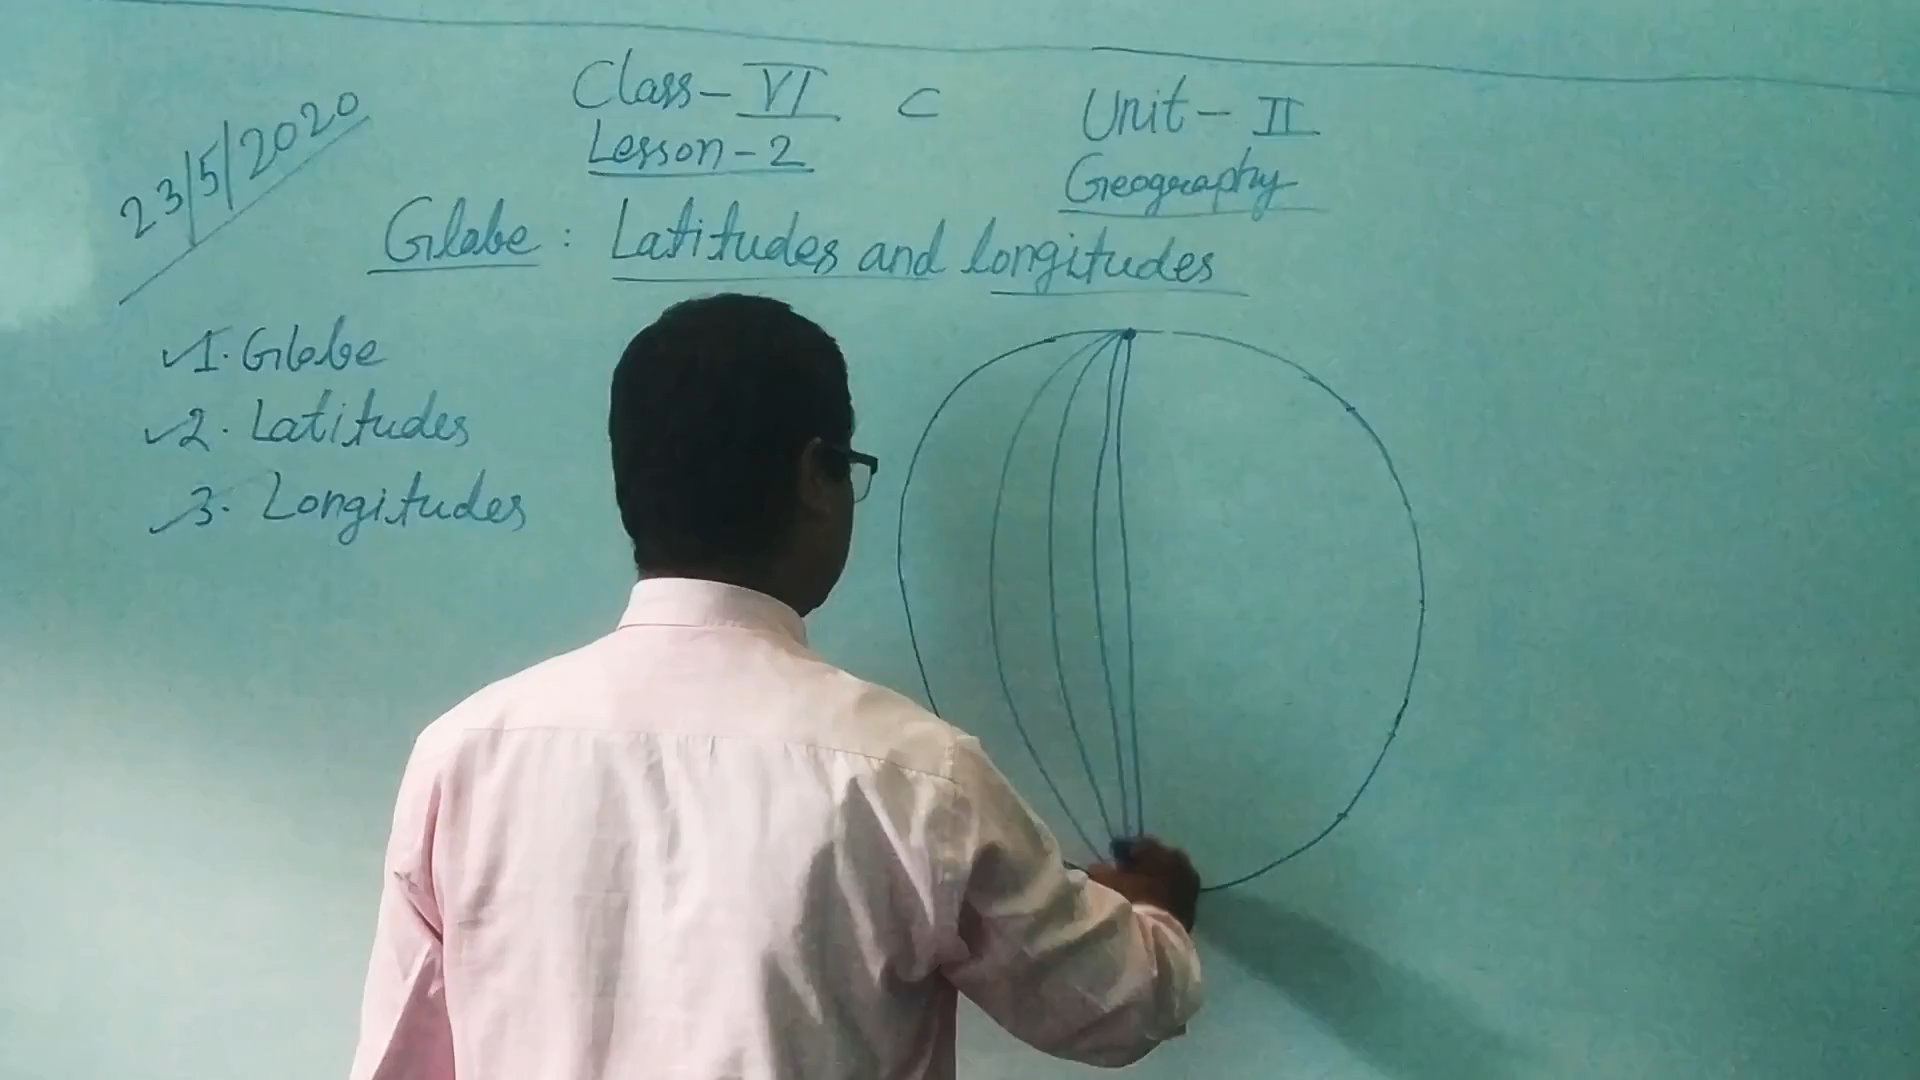 23/5/2020
Class-VI C Unit-II
Lesson-2 Geography
Globe: Latitudes and longitudes
1. Globe
2. Latitudes
3. Longitudes